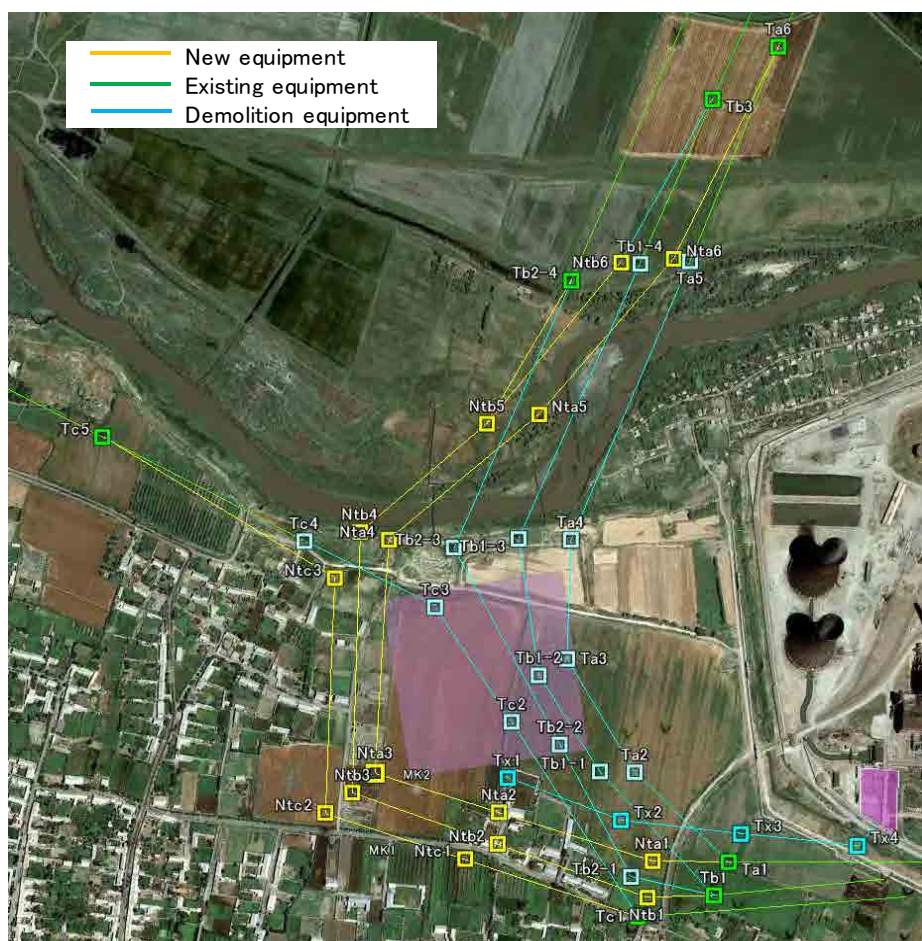 New equipment
Existing equipment
Demolition equipment
Ta6
Tb3
Ntb6
Tb1-4
Nta6
Ta5
Tb2-4
Ntb5
Nta5
Tc5
Ntb4
Nta4
Tc4
Tb2-3
Tb1-3
Ta4
Ntc3
Tc3
Tb1-2
Ta3
Tc2
Tb2-2
Nta3
MK2
Tx1
Tb1-1
Ta2
Ntb3
Ntc2
Nta2
Tx2
Tx3
Tx4
Ntb2
MK1
Ntc1
Nta1
Ta1
Tb2-1
Tb1
Tc1
Ntb1